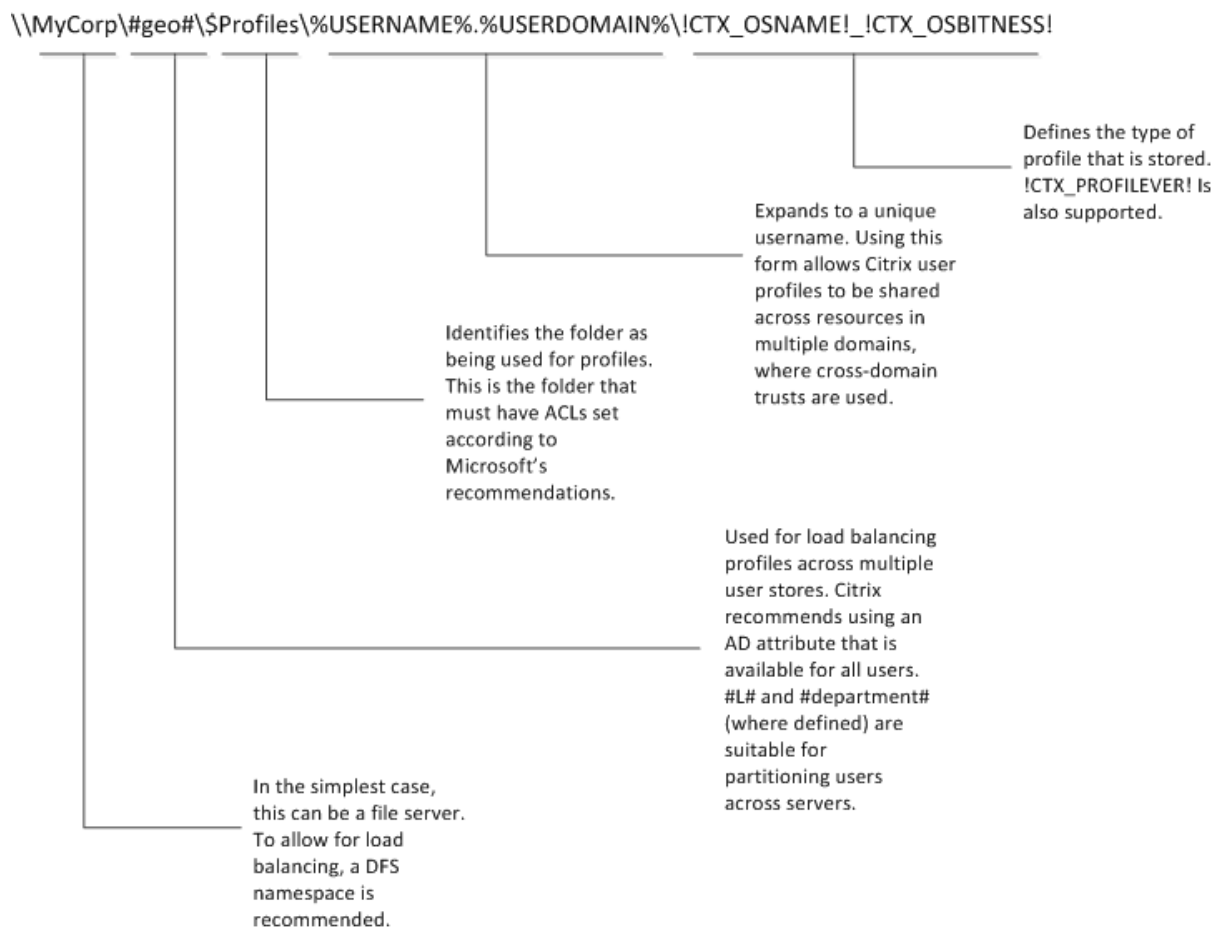 \\MyCorp\#geo#\$Profiles\%USERNAME%.%USERDOMAIN%\!CTX_OSNAME!_!CTX_OSBITNESS!
Defines the type of
profile that is stored.
!CTX_PROFILEVER! Is
also supported.
Expands to a unique
username. Using this
form allows Citrix user
profiles to be shared
across resources in
multiple domains,
where cross-domain
trusts are used.
Identifies the folder as
being used for profiles.
This is the folder that
must have ACLs set
according to
Microsoft’s
recommendations.
Used for load balancing
profiles across multiple
user stores. Citrix
recommends using an
AD attribute that is
available for all users.
#L# and #department#
(where defined) are
suitable for
partitioning users
across servers.
In the simplest case,
this can be a file server.
To allow for load
balancing, a DFS
namespace is
recommended.